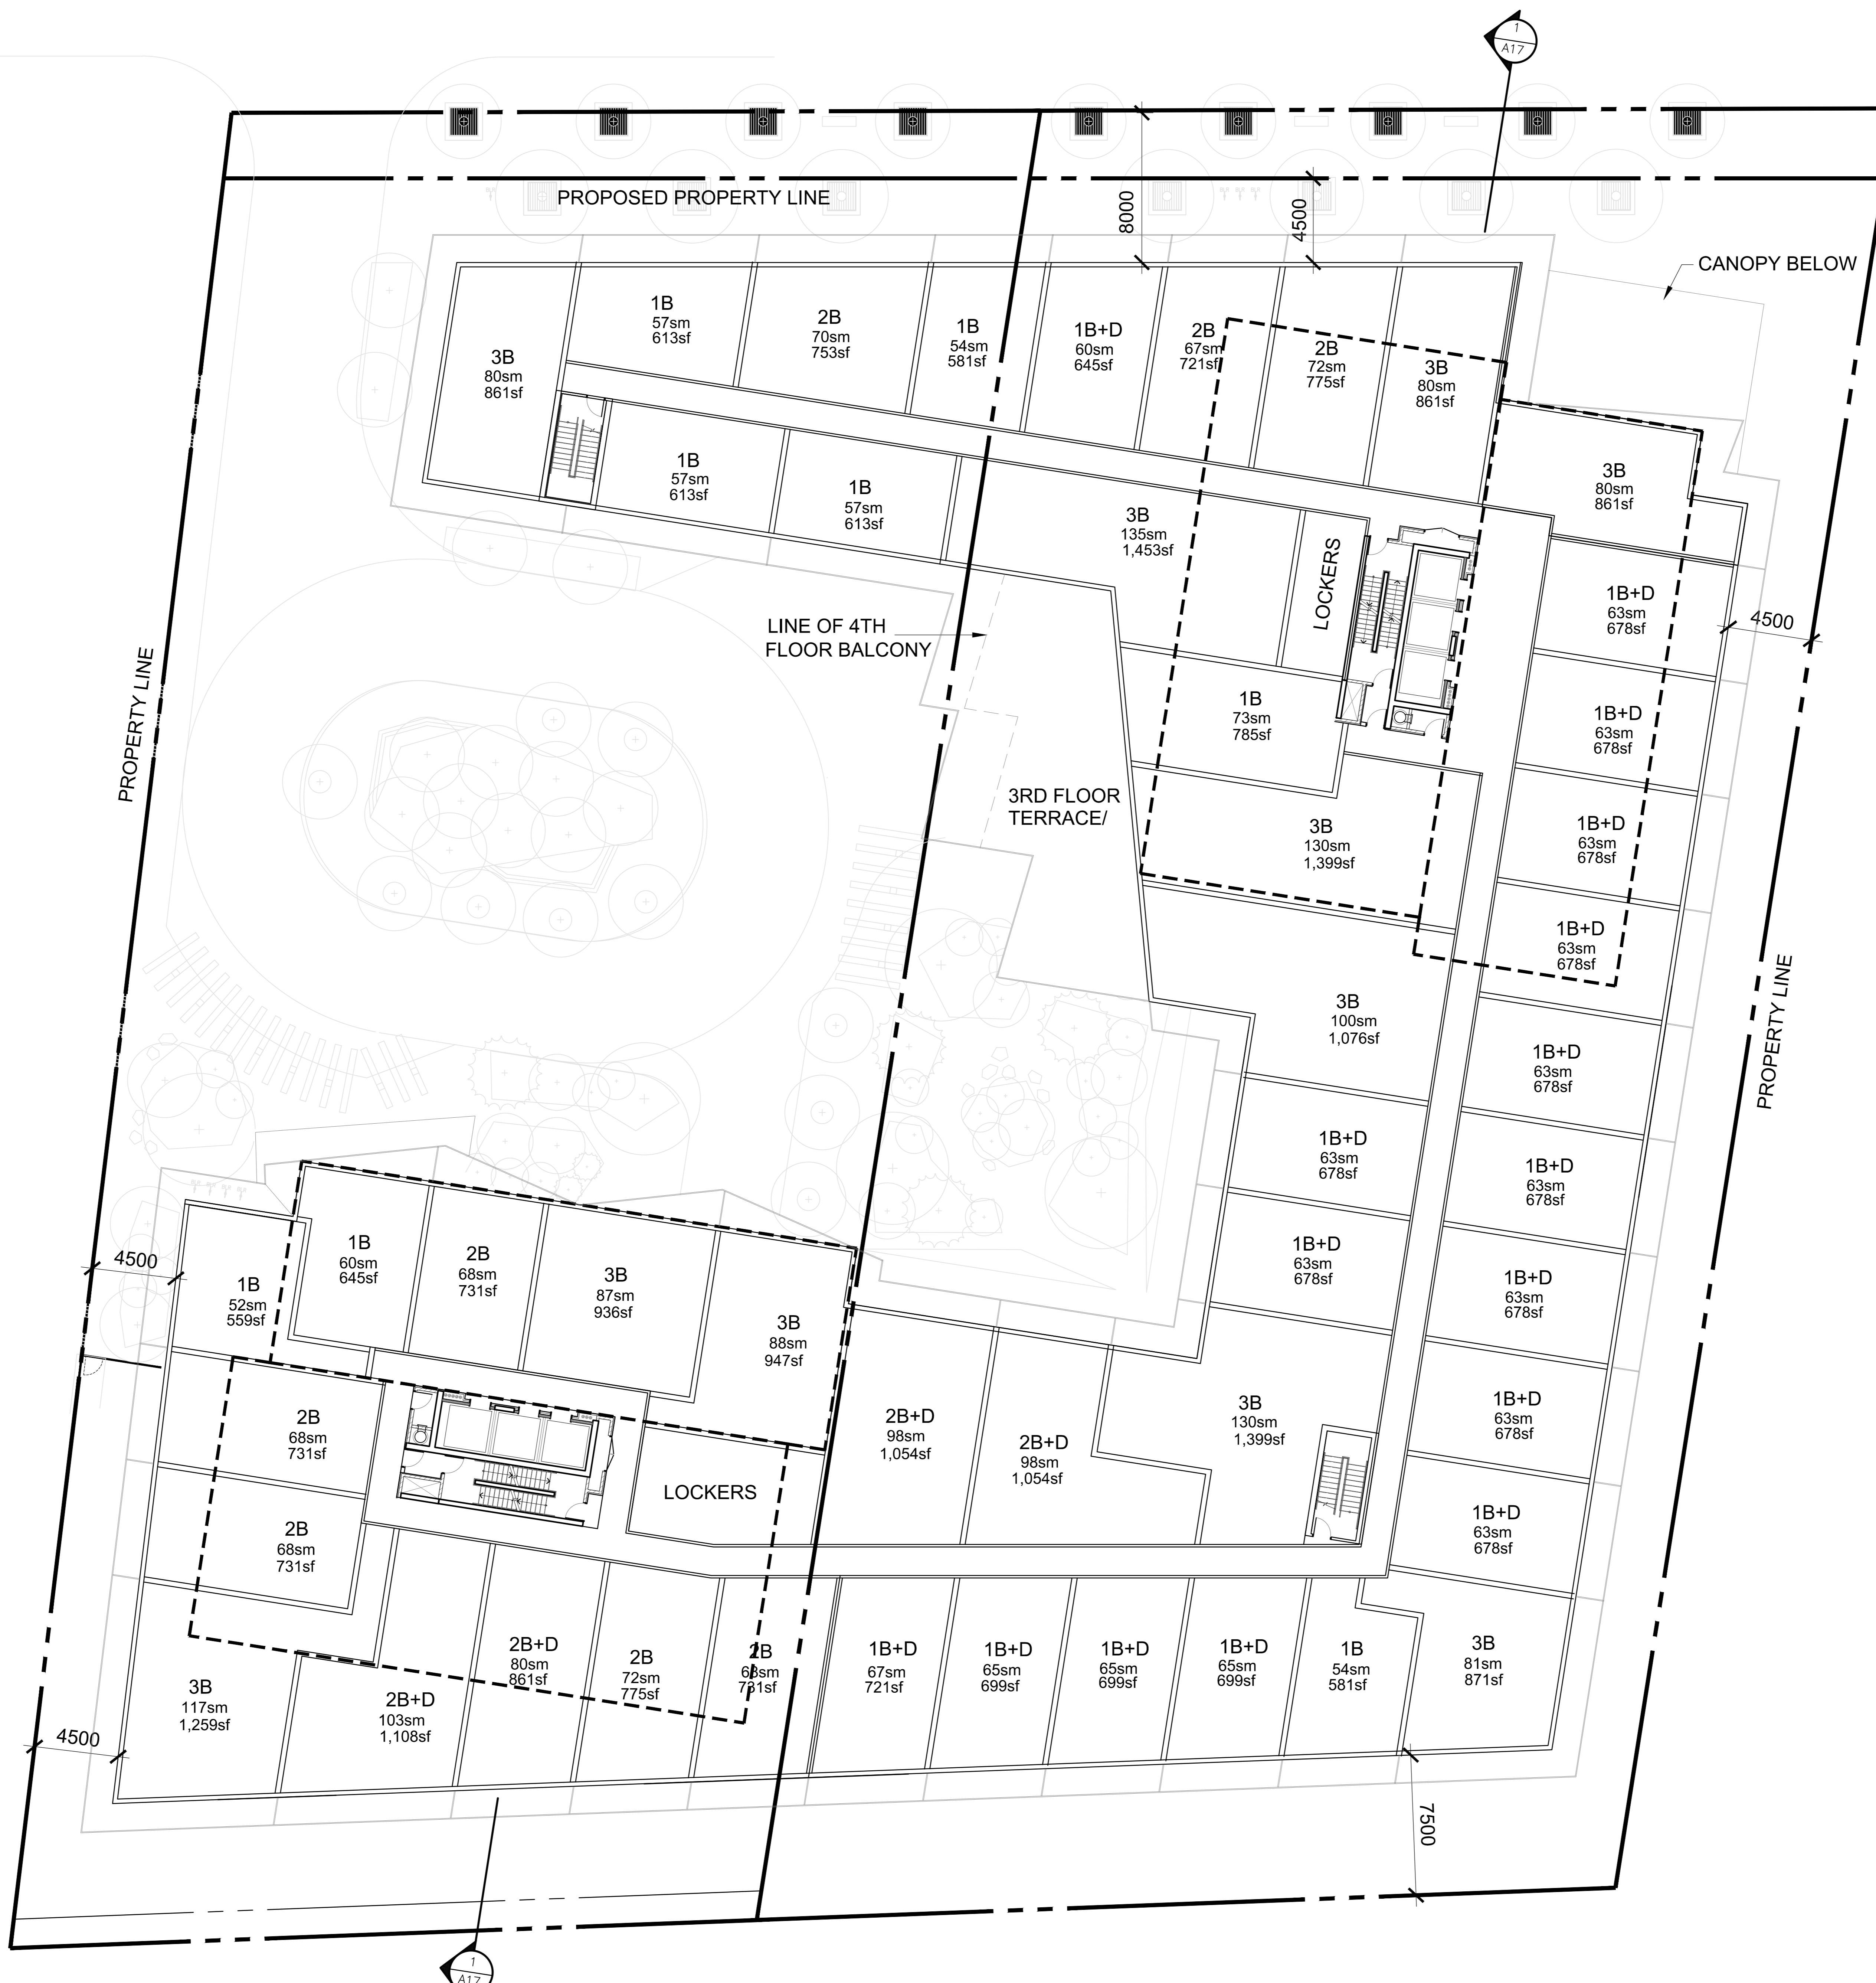 1
A17
PROPOSED PROPERTY LINE
8000
4500
CANOPY BELOW
3B
80sm
861sf
1B
57sm
613sf
2B
70sm
753sf
1B
54sm
581sf
1B+D
60sm
645sf
2B
67sm
721sf
2B
72sm
775sf
3B
80sm
861sf
3B
80sm
861sf
1B
57sm
613sf
1B
57sm
613sf
3B
135sm
1,453sf
LOCKERS
1B+D
63sm
678sf
4500
LINE OF 4TH
FLOOR BALCONY
PROPERTY LINE
1B
73sm
785sf
1B+D
63sm
678sf
3RD FLOOR
TERRACE/
3B
130sm
1,399sf
1B+D
63sm
678sf
1B+D
63sm
678sf
PROPERTY LINE
3B
100sm
1,076sf
1B+D
63sm
678sf
1B+D
63sm
678sf
1B+D
63sm
678sf
1B+D
63sm
678sf
1B+D
63sm
678sf
4500
1B
52sm
559sf
1B
60sm
645sf
2B
68sm
731sf
3B
87sm
936sf
3B
88sm
947sf
2B
68sm
731sf
2B+D
98sm
1,054sf
2B+D
98sm
1,054sf
3B
130sm
1,399sf
1B+D
63sm
678sf
LOCKERS
2B
68sm
731sf
1B+D
63sm
678sf
3B
117sm
1,259sf
2B+D
103sm
1,108sf
2B+D
80sm
861sf
2B
72sm
775sf
2B
68sm
731sf
1B+D
67sm
721sf
1B+D
65sm
699sf
1B+D
65sm
699sf
1B+D
65sm
699sf
1B
54sm
581sf
3B
81sm
871sf
4500
7500
1
A17